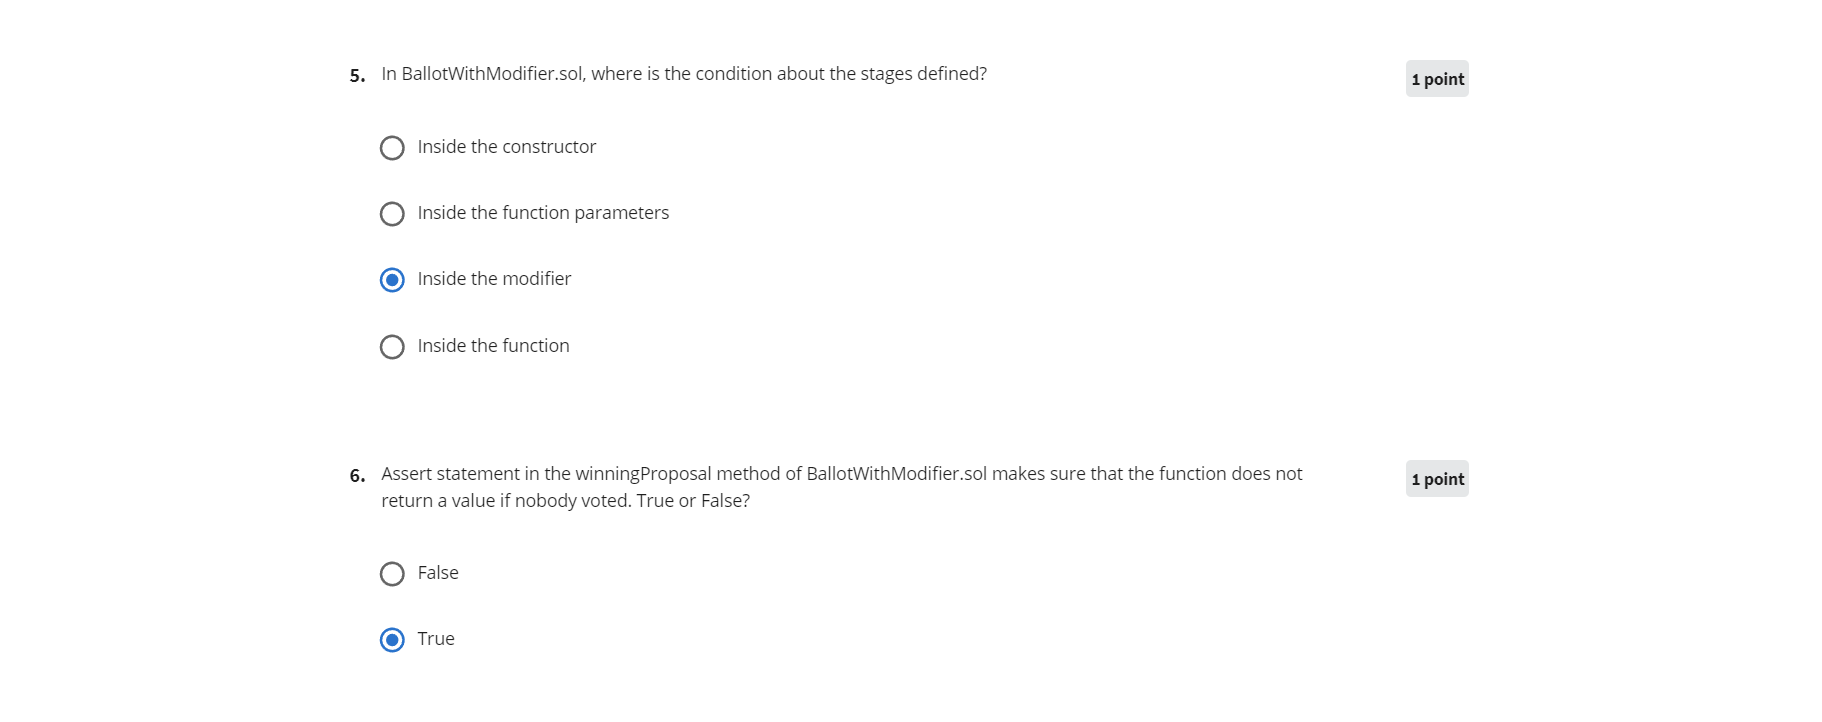 5. In BallotWithModifier.sol, where is the condition about the stages defined?
1 point
Inside the constructor
Inside the function parameters
Inside the modifier
Inside the function
6. Assert statement in the winningProposal method of BallotWithModifier.sol makes sure that the function does not
return a value if nobody voted. True or False?
1 point
False
True